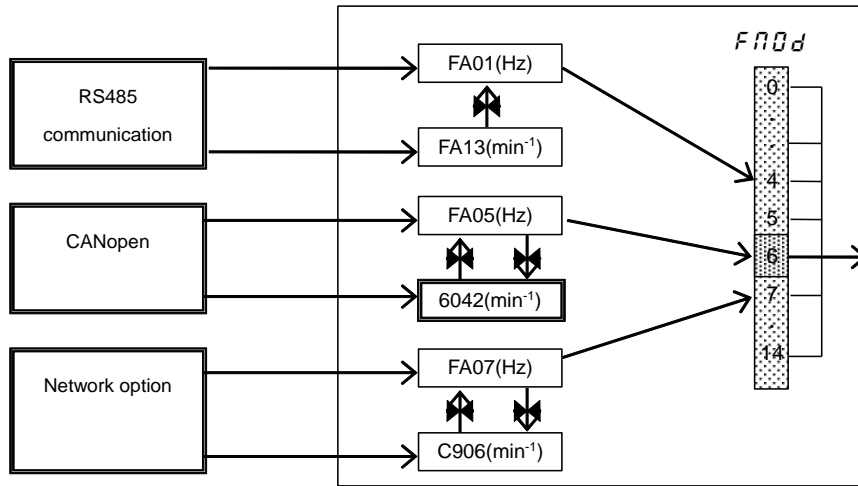 FMOd
RS485
communication
FA01(Hz)
FA13(min-1)
CANopen
FA05(Hz)
6042(min-1)
Network option
FA07(Hz)
C906(min-1)
0
.
.
4
5
6
7
.
14